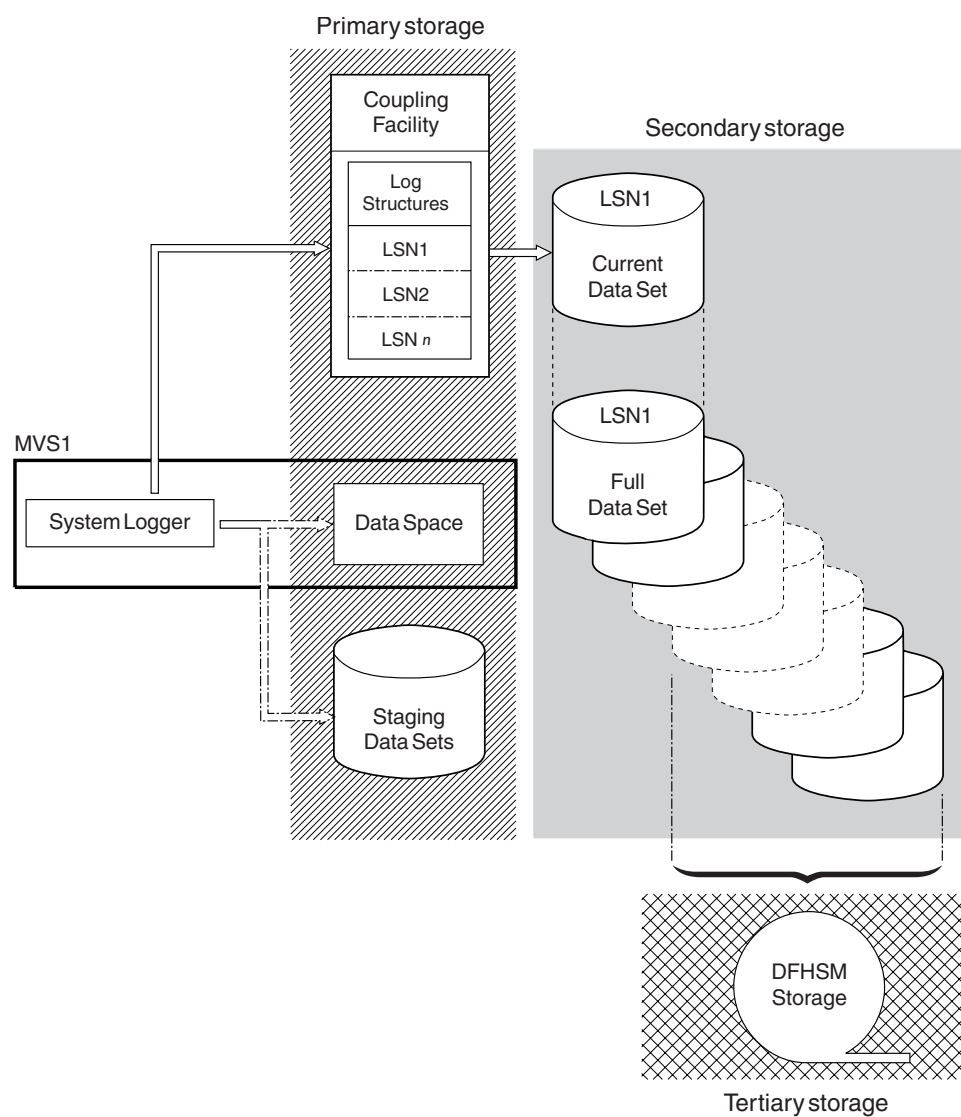 Primary storage
Coupling
Facility
Log
Structures
LSN1
LSN2
LSN n
Secondary storage
LSN1
Current
Data Set
LSN1
Full
Data Set
MVS1
System Logger
Data Space
Staging
Data Sets
DFHSM
Storage
Tertiary storage